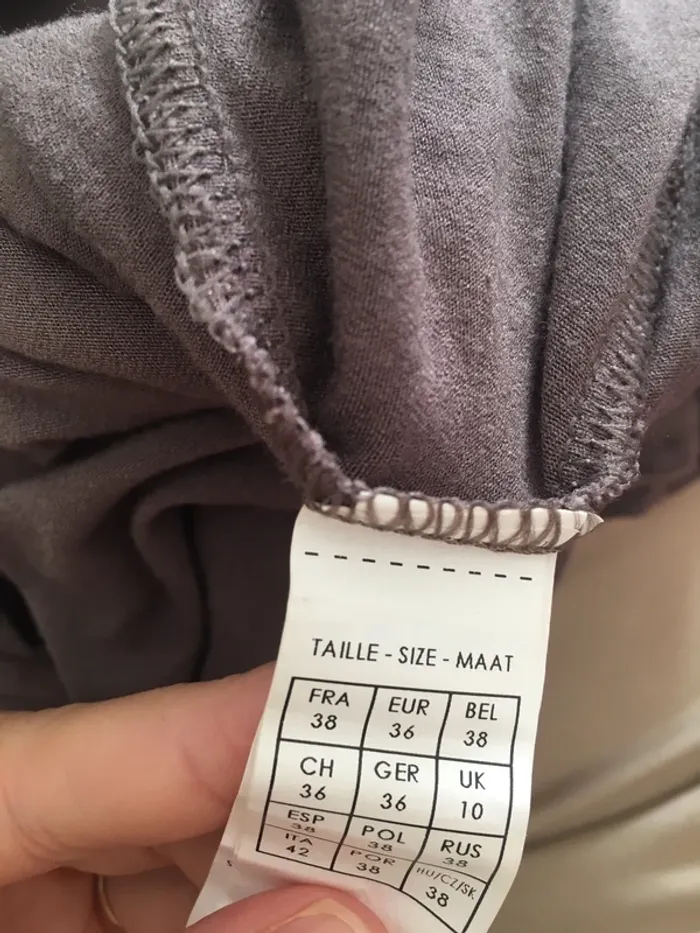 TAILLE - SIZE - MAAT
FRA EUR BEL
38 36 38
CH GER UK
36 36 10
ESP POL RUS
38 38 38
ITA POR HU/CZ/SK
42 38 38
S